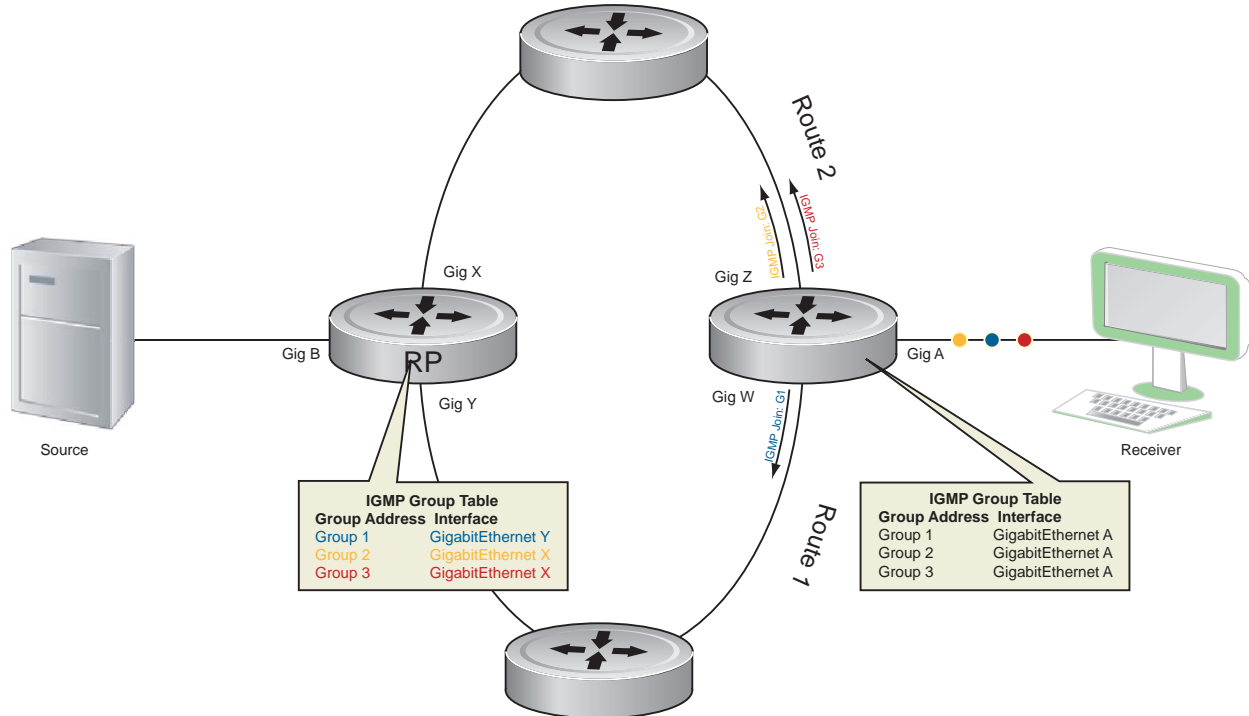 Route 2
IGMP Join: G2
IGMP Join: G3
Gig X
Gig Z
Gig B
RP
Gig A
Gig Y
Gig W
IGMP Join: G1
Source
Receiver
IGMP Group Table
Group Address Interface
Group 1 GigabitEthernet Y
Group 2 GigabitEthernet X
Group 3 GigabitEthernet X
Route 1
IGMP Group Table
Group Address Interface
Group 1 GigabitEthernet A
Group 2 GigabitEthernet A
Group 3 GigabitEthernet A